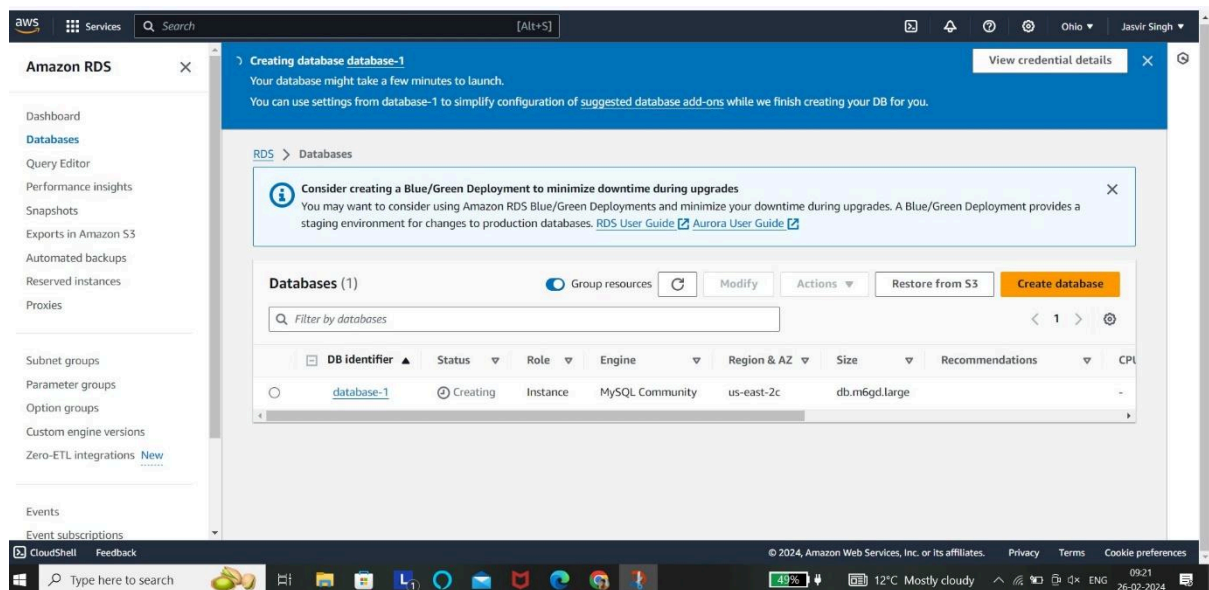 aws
Services
Search
[Alt+S]
Ohio ▼
Jasvir Singh ▼
Amazon RDS
Dashboard
Databases
Query Editor
Performance insights
Snapshots
Exports in Amazon S3
Automated backups
Reserved instances
Proxies
Subnet groups
Parameter groups
Option groups
Custom engine versions
Zero-ETL integrations New
Events
Event subscriptions
Creating database database-1
Your database might take a few minutes to launch.
You can use settings from database-1 to simplify configuration of suggested database add-ons while we finish creating your DB for you.
View credential details
RDS > Databases
Consider creating a Blue/Green Deployment to minimize downtime during upgrades
You may want to consider using Amazon RDS Blue/Green Deployments and minimize your downtime during upgrades. A Blue/Green Deployment provides a
staging environment for changes to production databases. RDS User Guide Aurora User Guide
Databases (1)
Group resources
Modify
Actions ▼
Restore from S3
Create database
Filter by databases
< 1 >
DB identifier ▲ Status Role Engine Region & AZ Size Recommendations CPU
database-1 Creating Instance MySQL Community us-east-2c db.m6gd.large -
CloudShell Feedback
© 2024, Amazon Web Services, Inc. or its affiliates. Privacy Terms Cookie preferences
Type here to search
49%
12°C Mostly cloudy
ENG
09:21
26-02-2024